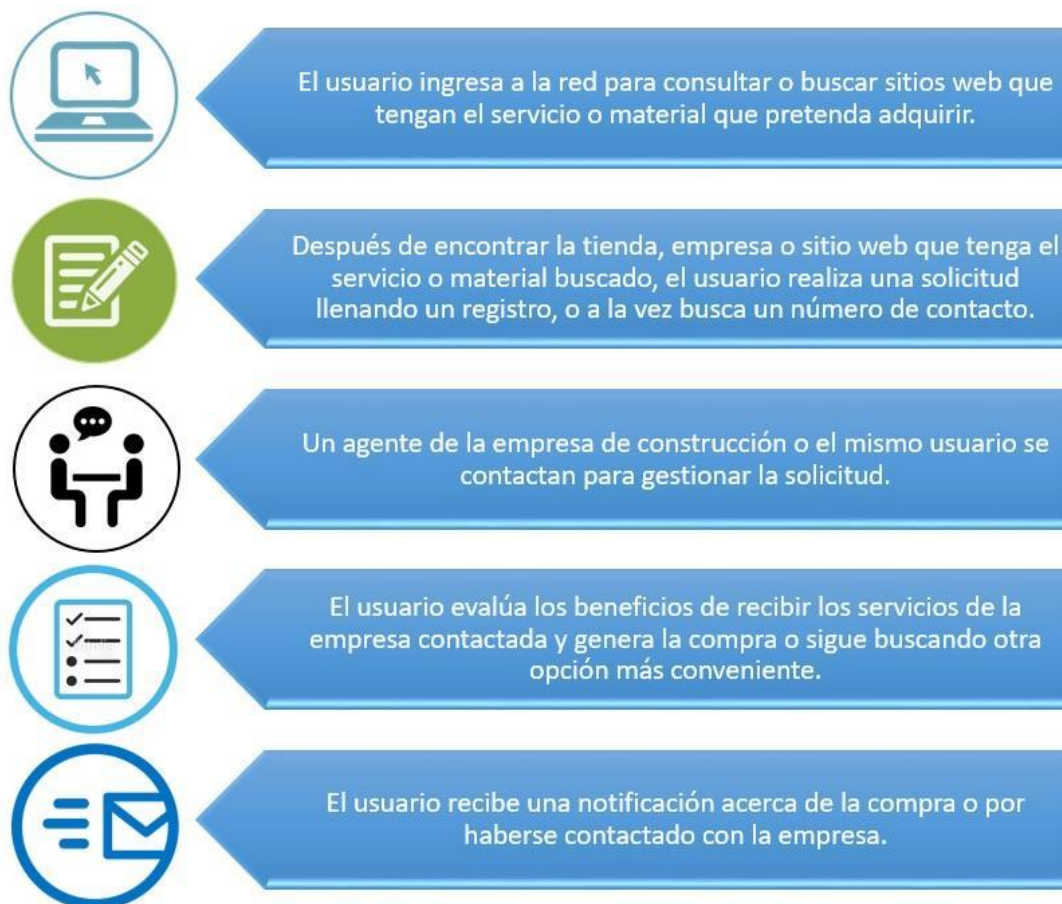 El usuario ingresa a la red para consultar o buscar sitios web que
tengan el servicio o material que pretenda adquirir.
Después de encontrar la tienda, empresa o sitio web que tenga el
servicio o material buscado, el usuario realiza una solicitud
llenando un registro, o a la vez busca un número de contacto.
Un agente de la empresa de construcción o el mismo usuario se
contactan para gestionar la solicitud.
El usuario evalúa los beneficios de recibir los servicios de la
empresa contactada y genera la compra o sigue buscando otra
opción más conveniente.
El usuario recibe una notificación acerca de la compra o por
haberse contactado con la empresa.